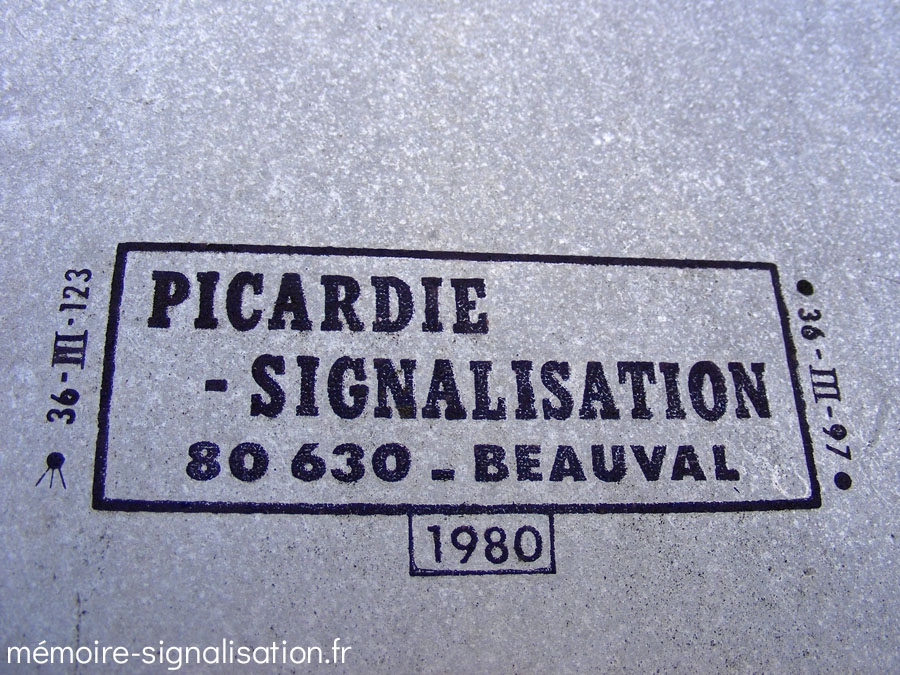 36-III-123
PICARDIE
- SIGNALISATION
80 630 - BEAUVAL
1980
36-III-97
mémoire-signalisation.fr